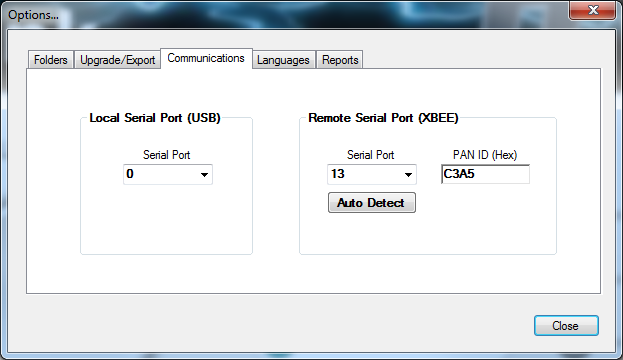 Options...
Folders Upgrade/Export Communications Languages Reports
Local Serial Port (USB) Remote Serial Port (XBEE)
Serial Port Serial Port PAN ID (Hex)
0 13 C3A5
Auto Detect
Close